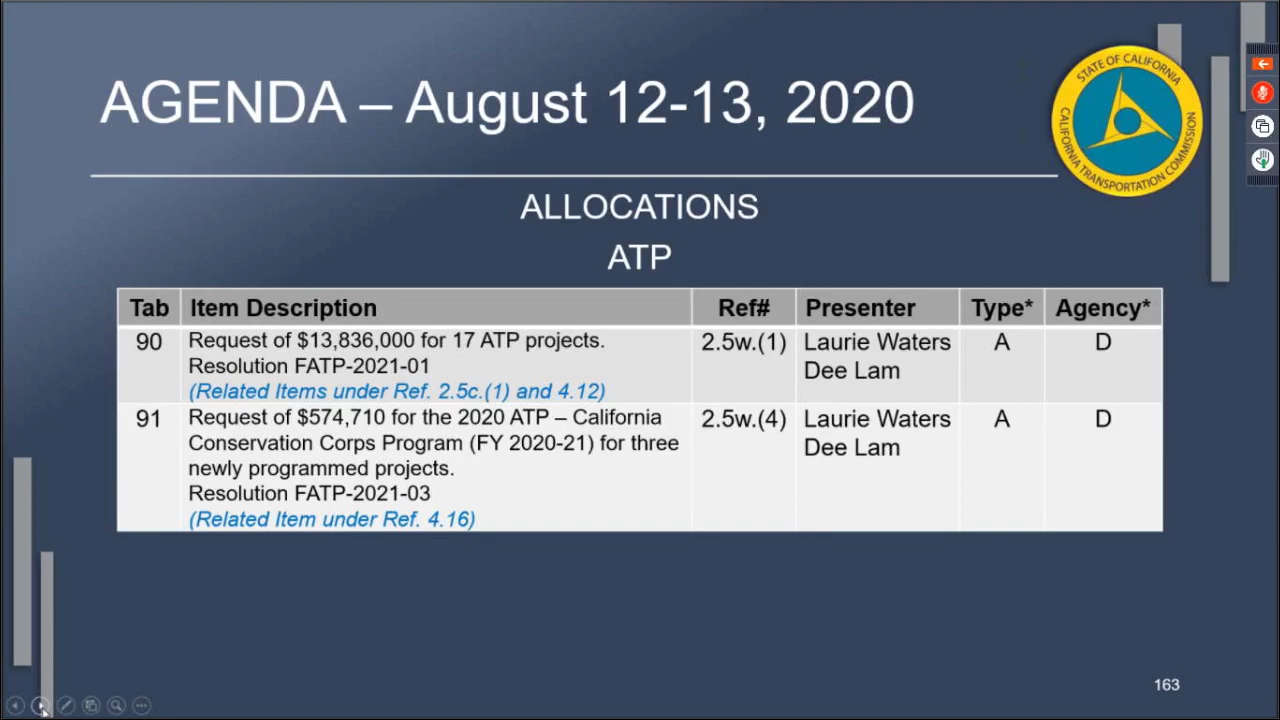 AGENDA – August 12-13, 2020
STATE OF CALIFORNIA
CALIFORNIA TRANSPORTATION COMMISSION
ALLOCATIONS
ATP
Tab Item Description Ref# Presenter Type* Agency*
90 Request of $13,836,000 for 17 ATP projects. 2.5w.(1) Laurie Waters A D
Resolution FATP-2021-01 Dee Lam
(Related Items under Ref. 2.5c.(1) and 4.12)
91 Request of $574,710 for the 2020 ATP – California 2.5w.(4) Laurie Waters A D
Conservation Corps Program (FY 2020-21) for three Dee Lam
newly programmed projects.
Resolution FATP-2021-03
(Related Item under Ref. 4.16)
163